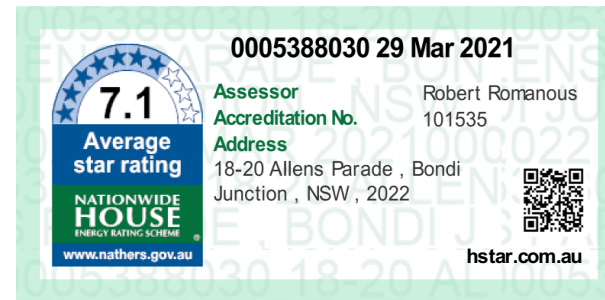 0005388030 29 Mar 2021
7.1
Average
star rating
NATIONWIDE
HOUSE
ENERGY RATING SCHEME ®
www.nathers.gov.au
Assessor Robert Romanous
Accreditation No. 101535
Address
18-20 Allens Parade , Bondi
Junction , NSW , 2022
hstar.com.au